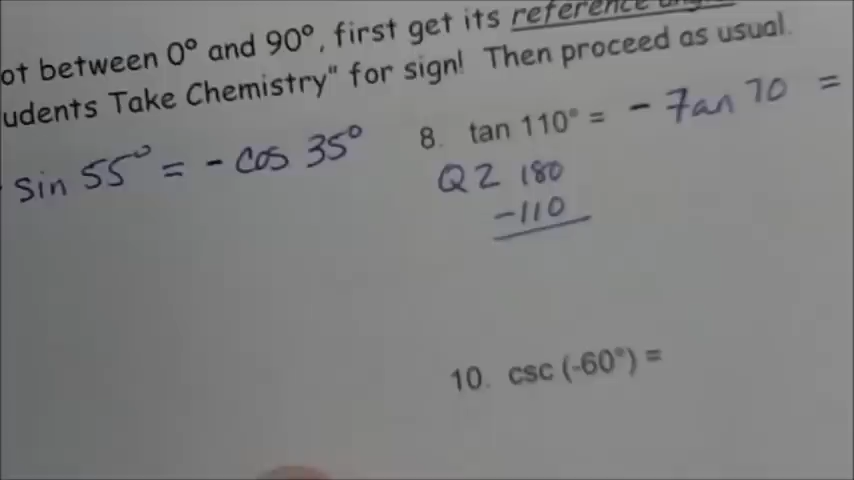 ot between 0° and 90°, first get its reference
udents Take Chemistry" for sign! Then proceed as usual.
sin 55° = - cos 35°
8. tan 110° = - Tan 70 =
Q2 180
-110
10. csc (-60°) =